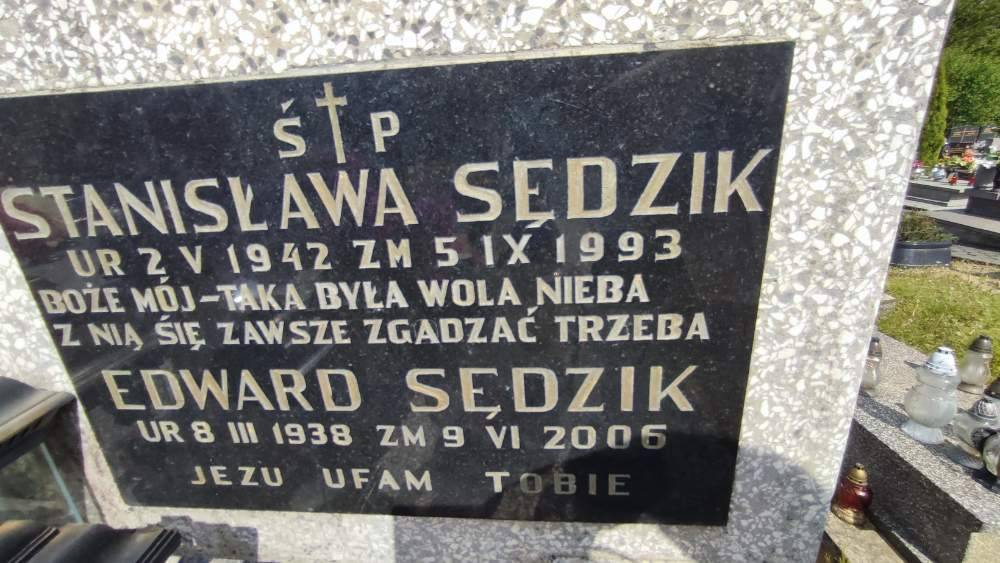 Ś P
STANISŁAWA SĘDZIK
UR 2 V 1942 ZM 5 IX 1993
BOŻE MÓJ-TAKA BYŁA WOLA NIEBA
Z NIĄ SIĘ ZAWSZE ZGADZAĆ TRZEBA
EDWARD SĘDZIK
UR 8 III 1938 ZM 9 VI 2006
JEZU UFAM TOBIE